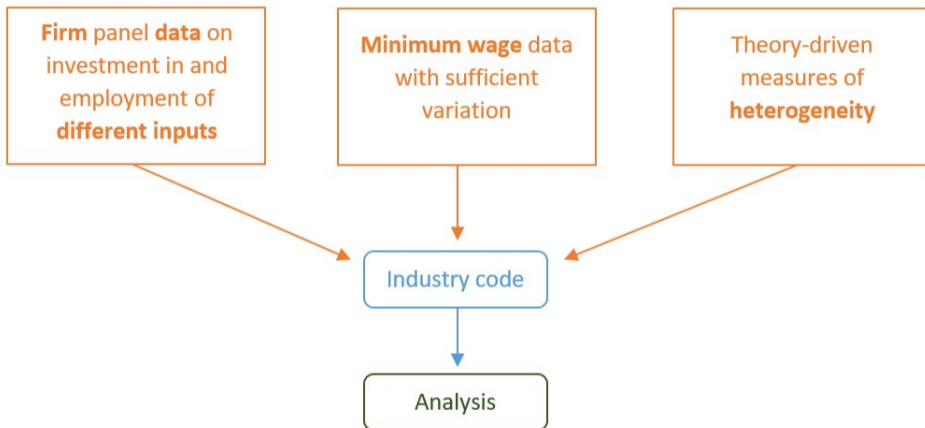 Firm panel data on
investment in and
employment of
different inputs
Minimum wage data
with sufficient
variation
Theory-driven
measures of
heterogeneity
Industry code
Analysis